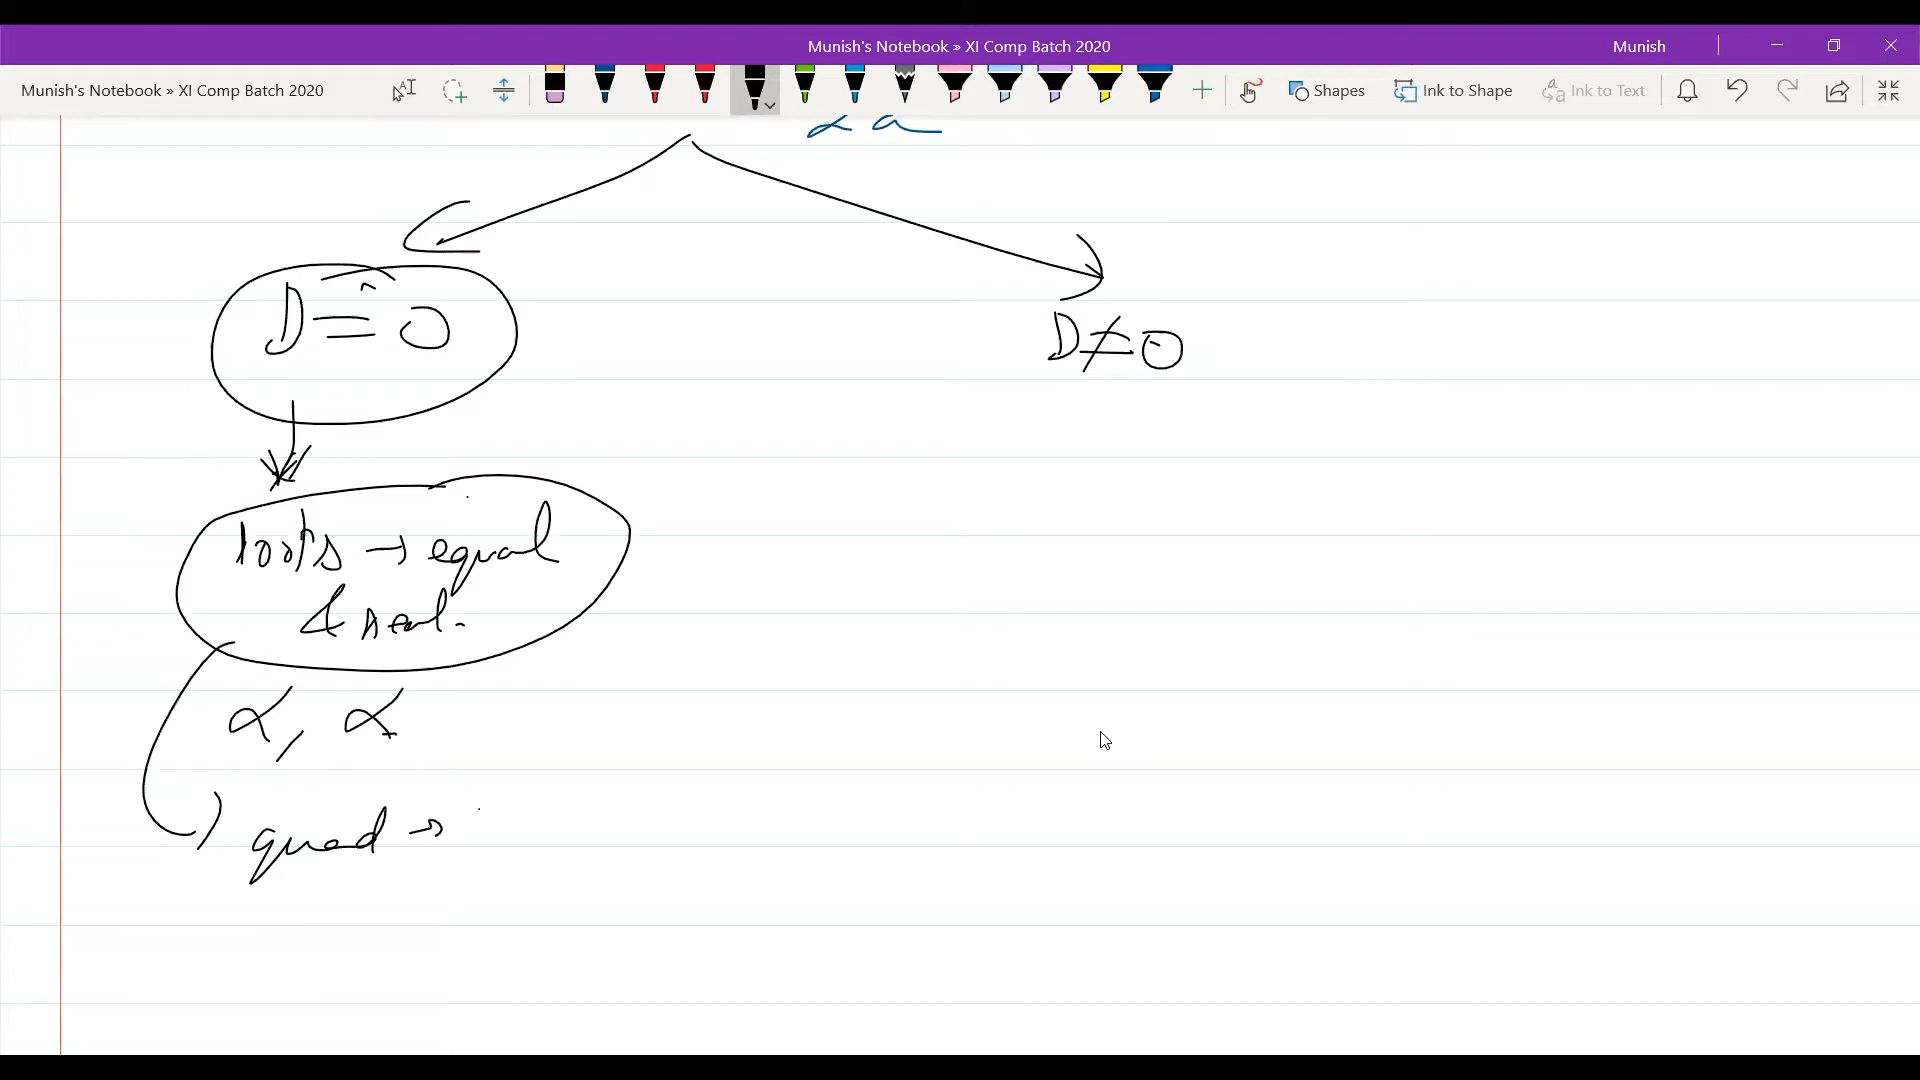 Munish's Notebook » XI Comp Batch 2020
Munish
Munish's Notebook » XI Comp Batch 2020
Shapes
Ink to Shape
Ink to Text
2a
D = 0
D ≠ 0
roots → equal
& real.
α, α
quad →